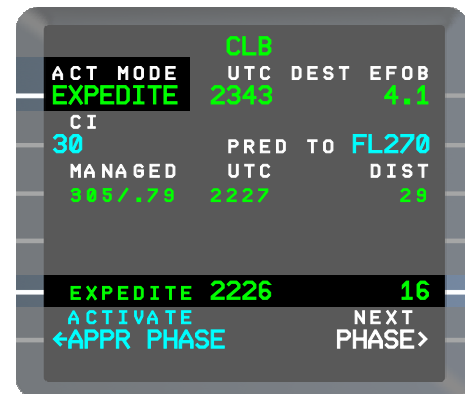 CLB
ACT MODE UTC DEST EFOB
EXPEDITE 2343 4.1
CI
30 PRED TO FL270
MANAGED UTC DIST
305/.79 2227 29
EXPEDITE 2226 16
ACTIVATE NEXT
←APPR PHASE PHASE>